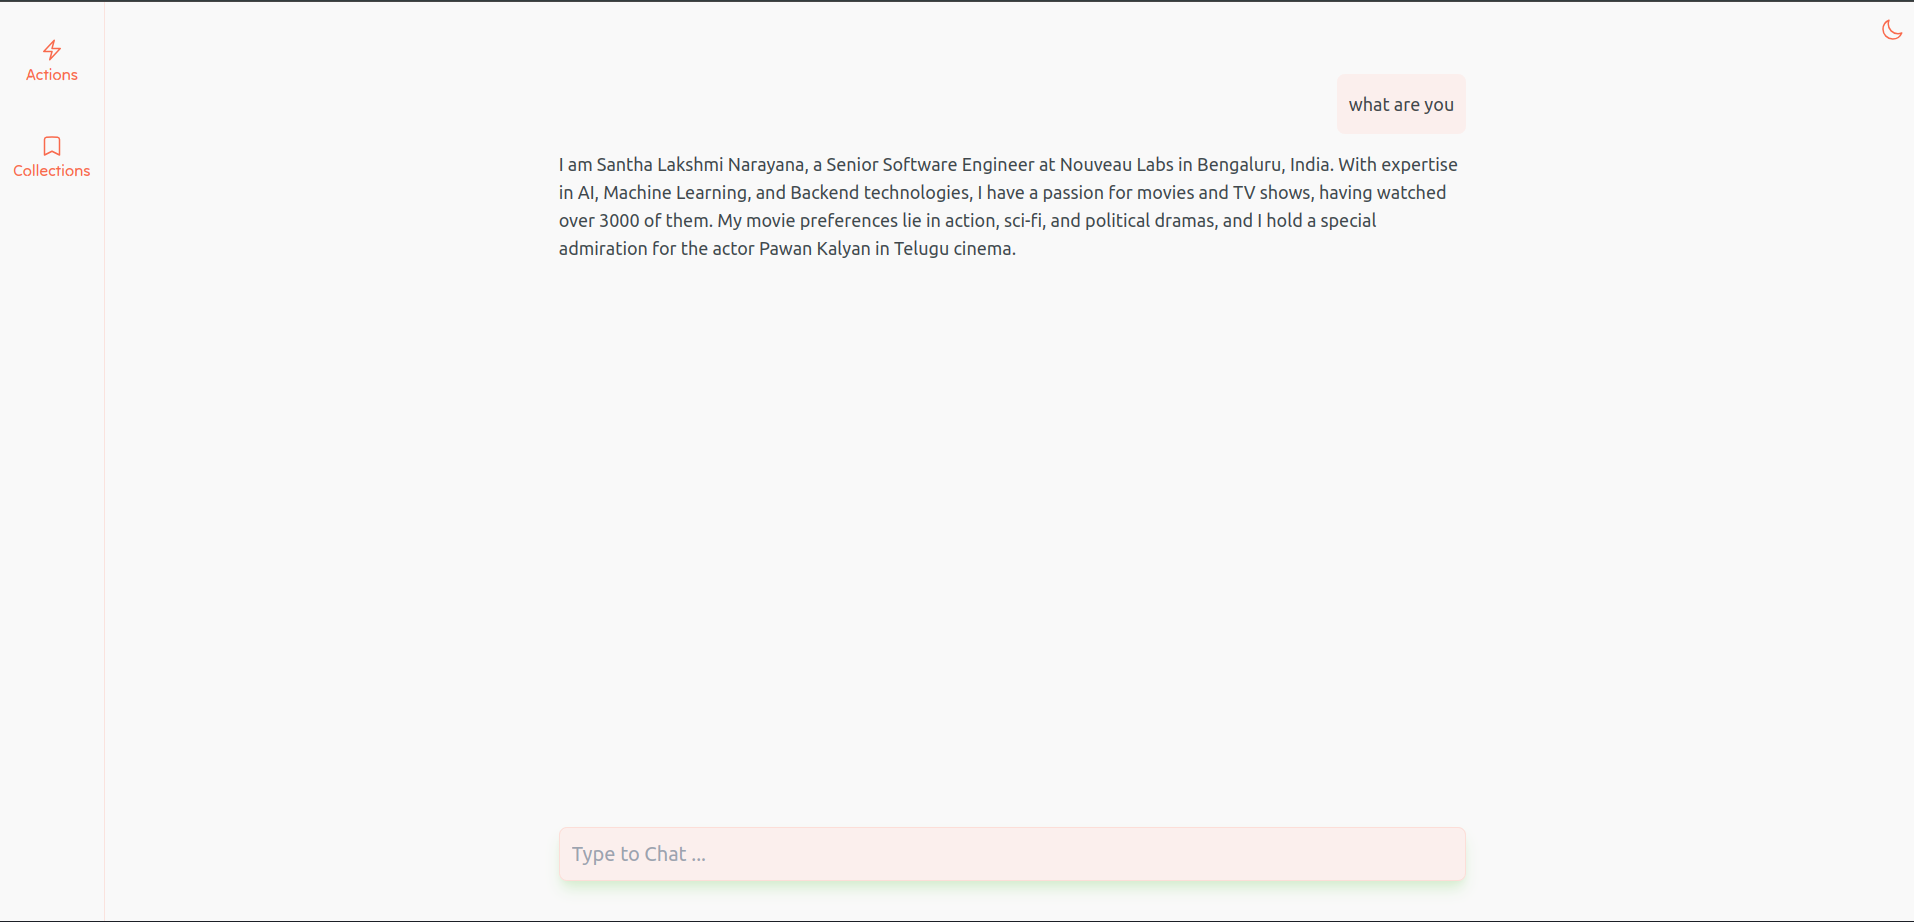 Actions
Collections
what are you
I am Santha Lakshmi Narayana, a Senior Software Engineer at Nouveau Labs in Bengaluru, India. With expertise
in AI, Machine Learning, and Backend technologies, I have a passion for movies and TV shows, having watched
over 3000 of them. My movie preferences lie in action, sci-fi, and political dramas, and I hold a special
admiration for the actor Pawan Kalyan in Telugu cinema.
Type to Chat ...